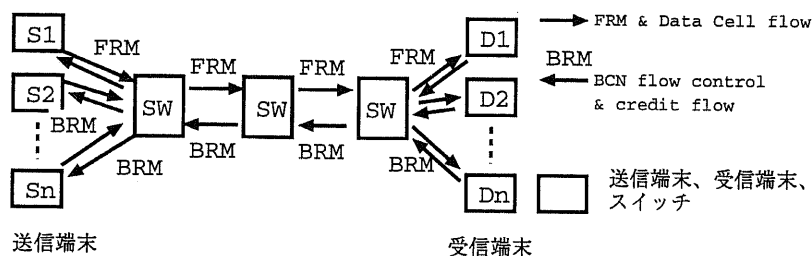 S1
S2
Sn
送信端末
FRM
BRM
BRM
SW
FRM
BRM
SW
FRM
BRM
SW
FRM
BRM
D1
D2
Dn
受信端末
FRM & Data Cell flow
BRM
BCN flow control
& credit flow
送信端末、受信端末、
スイッチ